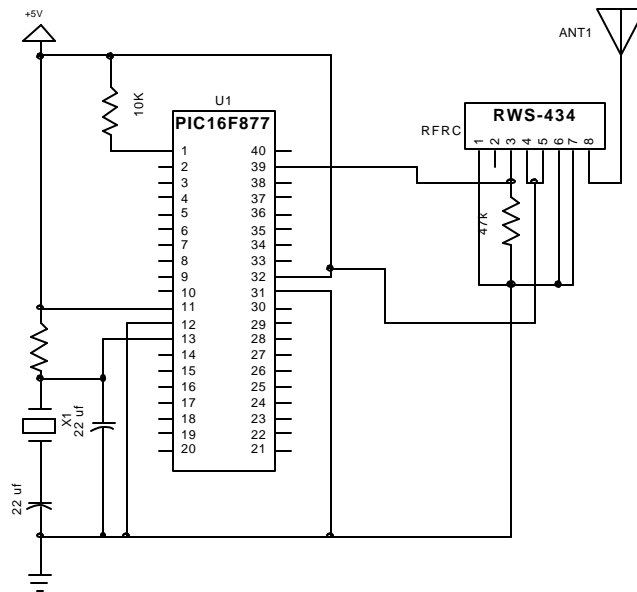 +5V
ANT1
10K
U1
PIC16F877
RFRC
RWS-434
1 2 3 4 5 6 7 8
47k
1 40
2 39
3 38
4 37
5 36
6 35
7 34
8 33
9 32
10 31
11 30
12 29
13 28
14 27
15 26
16 25
17 24
18 23
19 22
20 21
X1
22 uf
22 uf